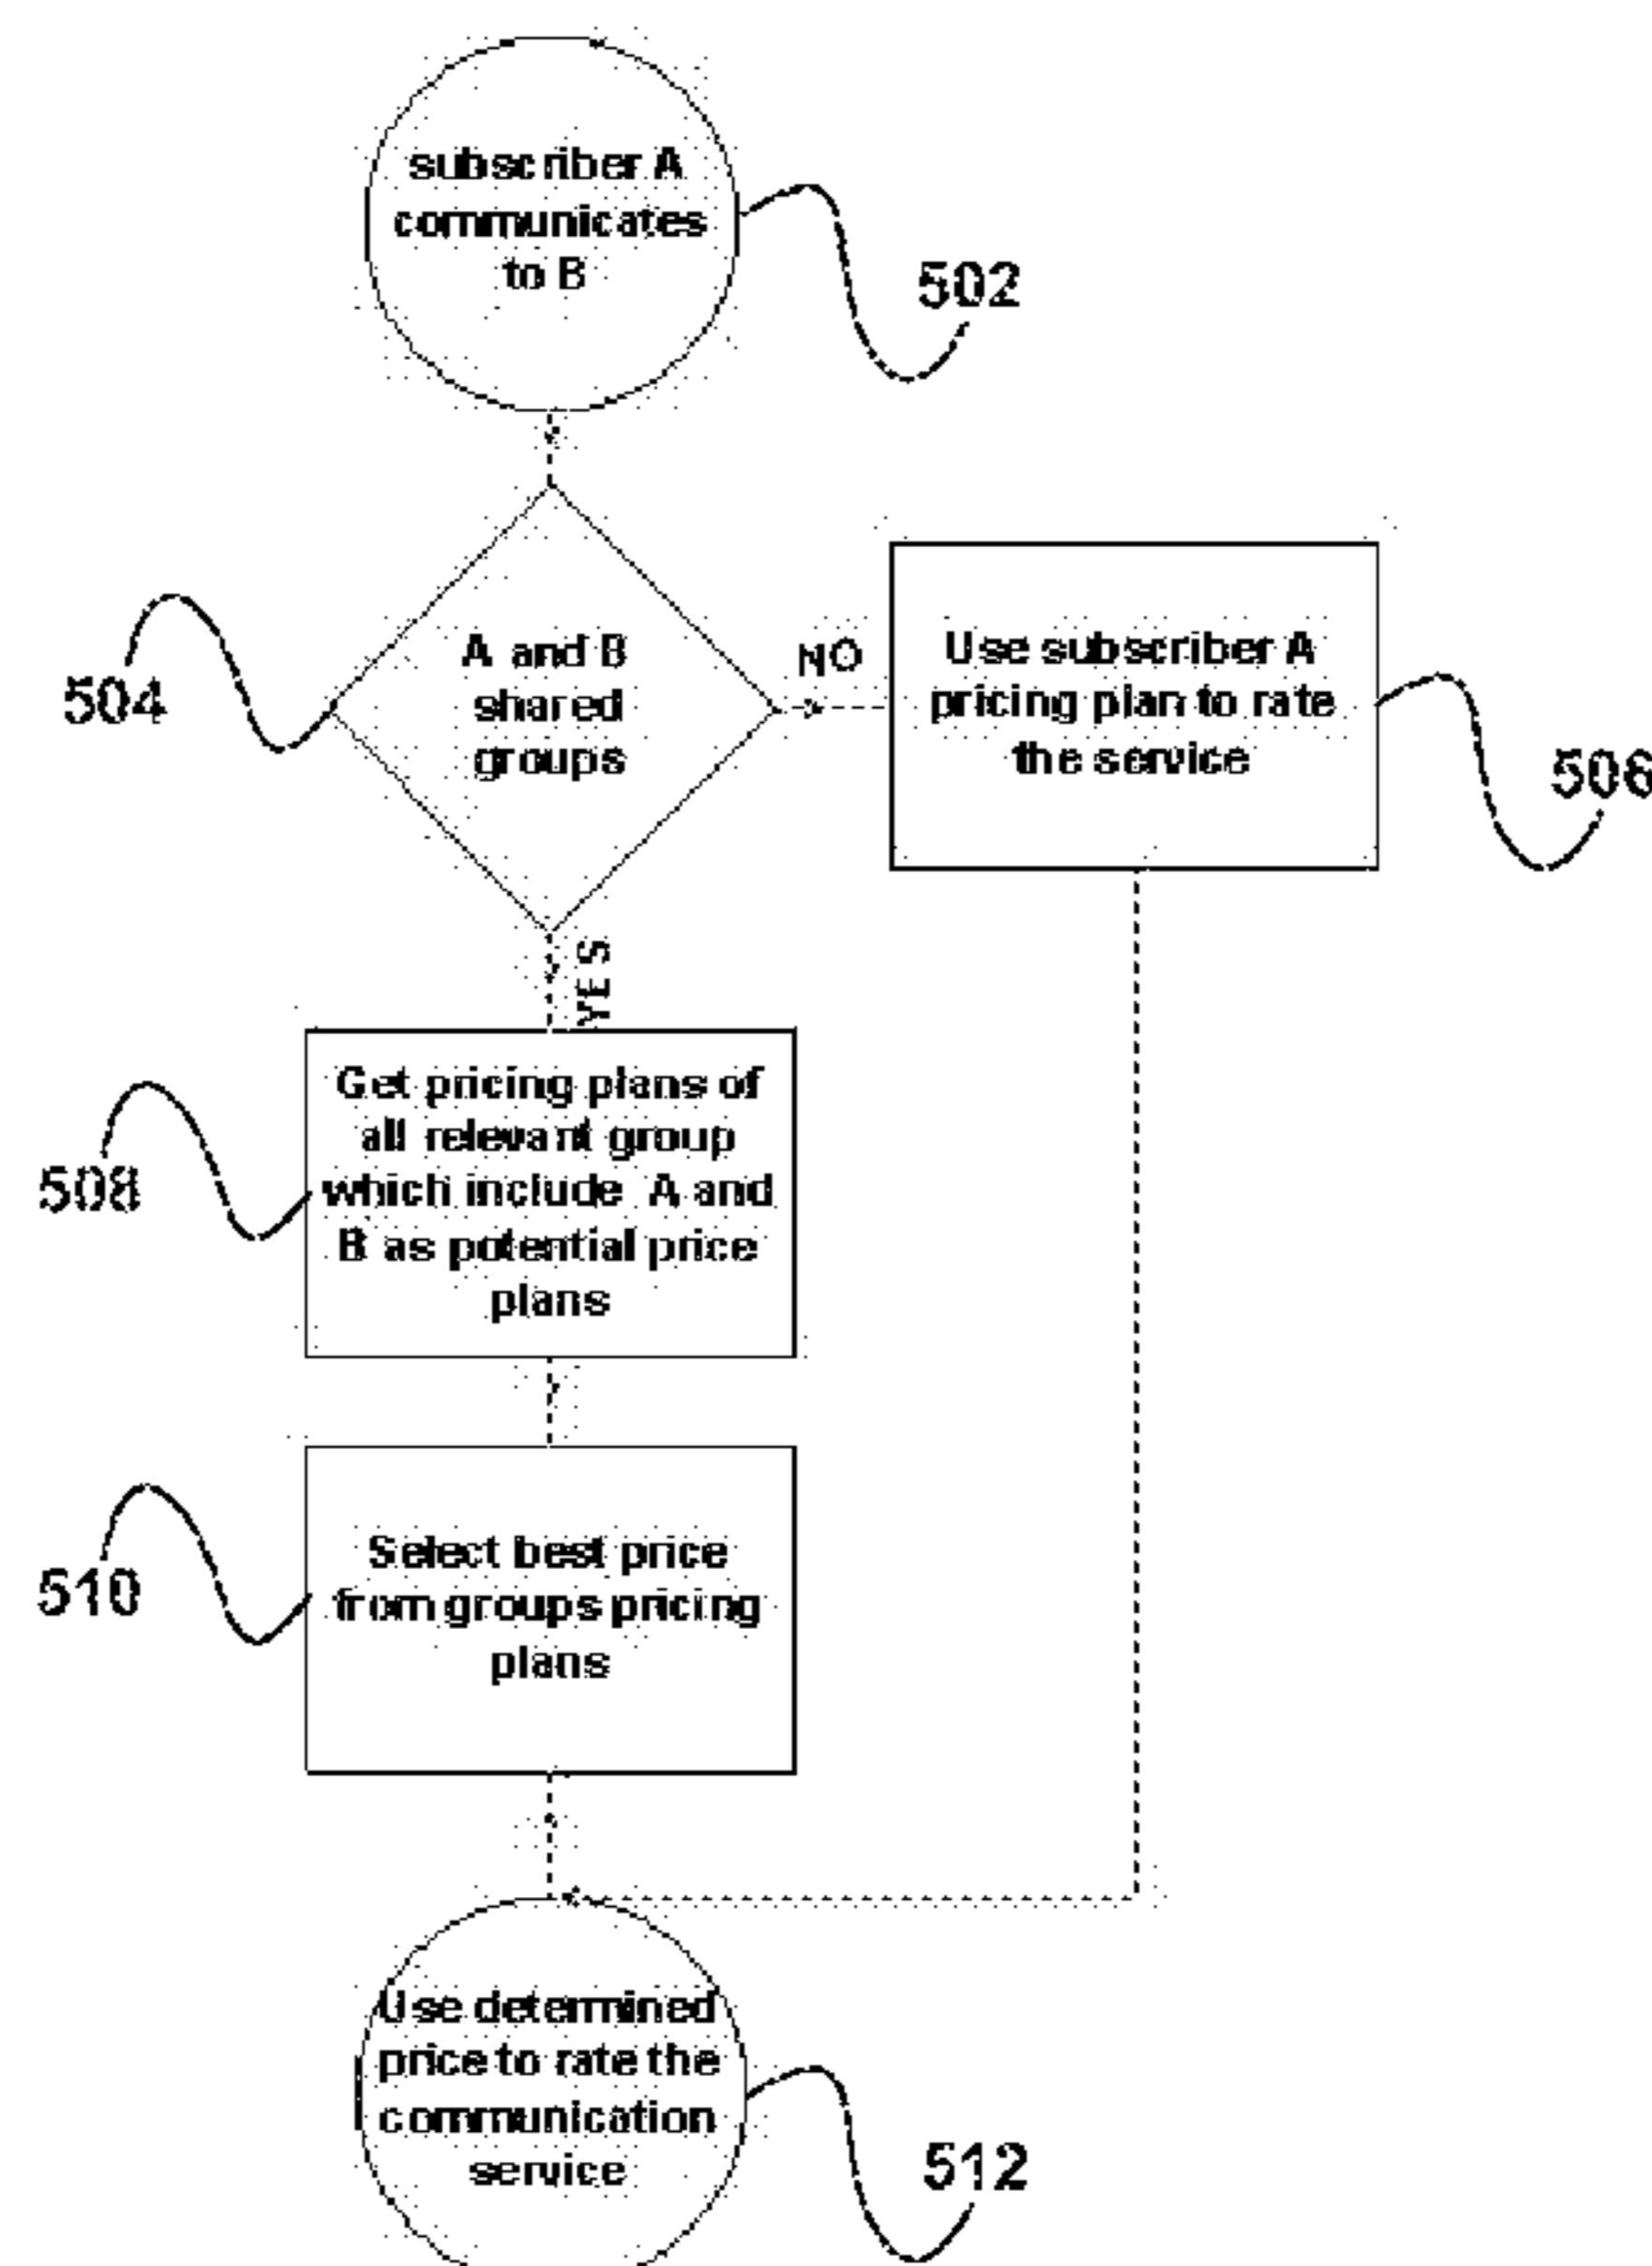 subscriber A
communicates
to B
502
A and B
shared
groups
504
NO
Use subscriber A
pricing plan to rate
the service
506
YES
Get pricing plans of
all relevant group
which include A and
B as potential price
plans
508
Select best price
from groups pricing
plans
510
Use determined
price to rate the
communication
service
512